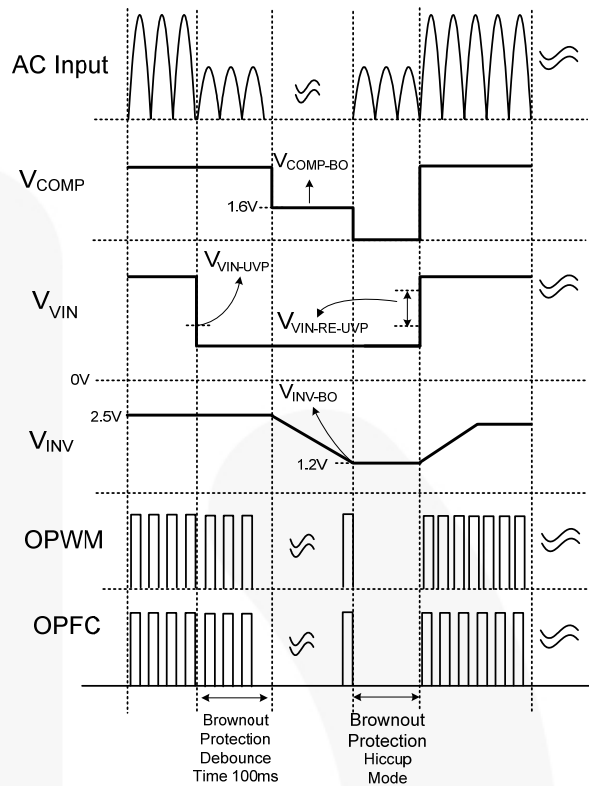 AC Input
VCOMP
VCOMP-BO
1.6V
VVIN-UVP
VVIN
VVIN-RE-UVP
0V
VINV-BO
2.5V
VINV
1.2V
OPWM
OPFC
Brownout
Protection
Debounce
Time 100ms
Brownout
Protection
Hiccup
Mode